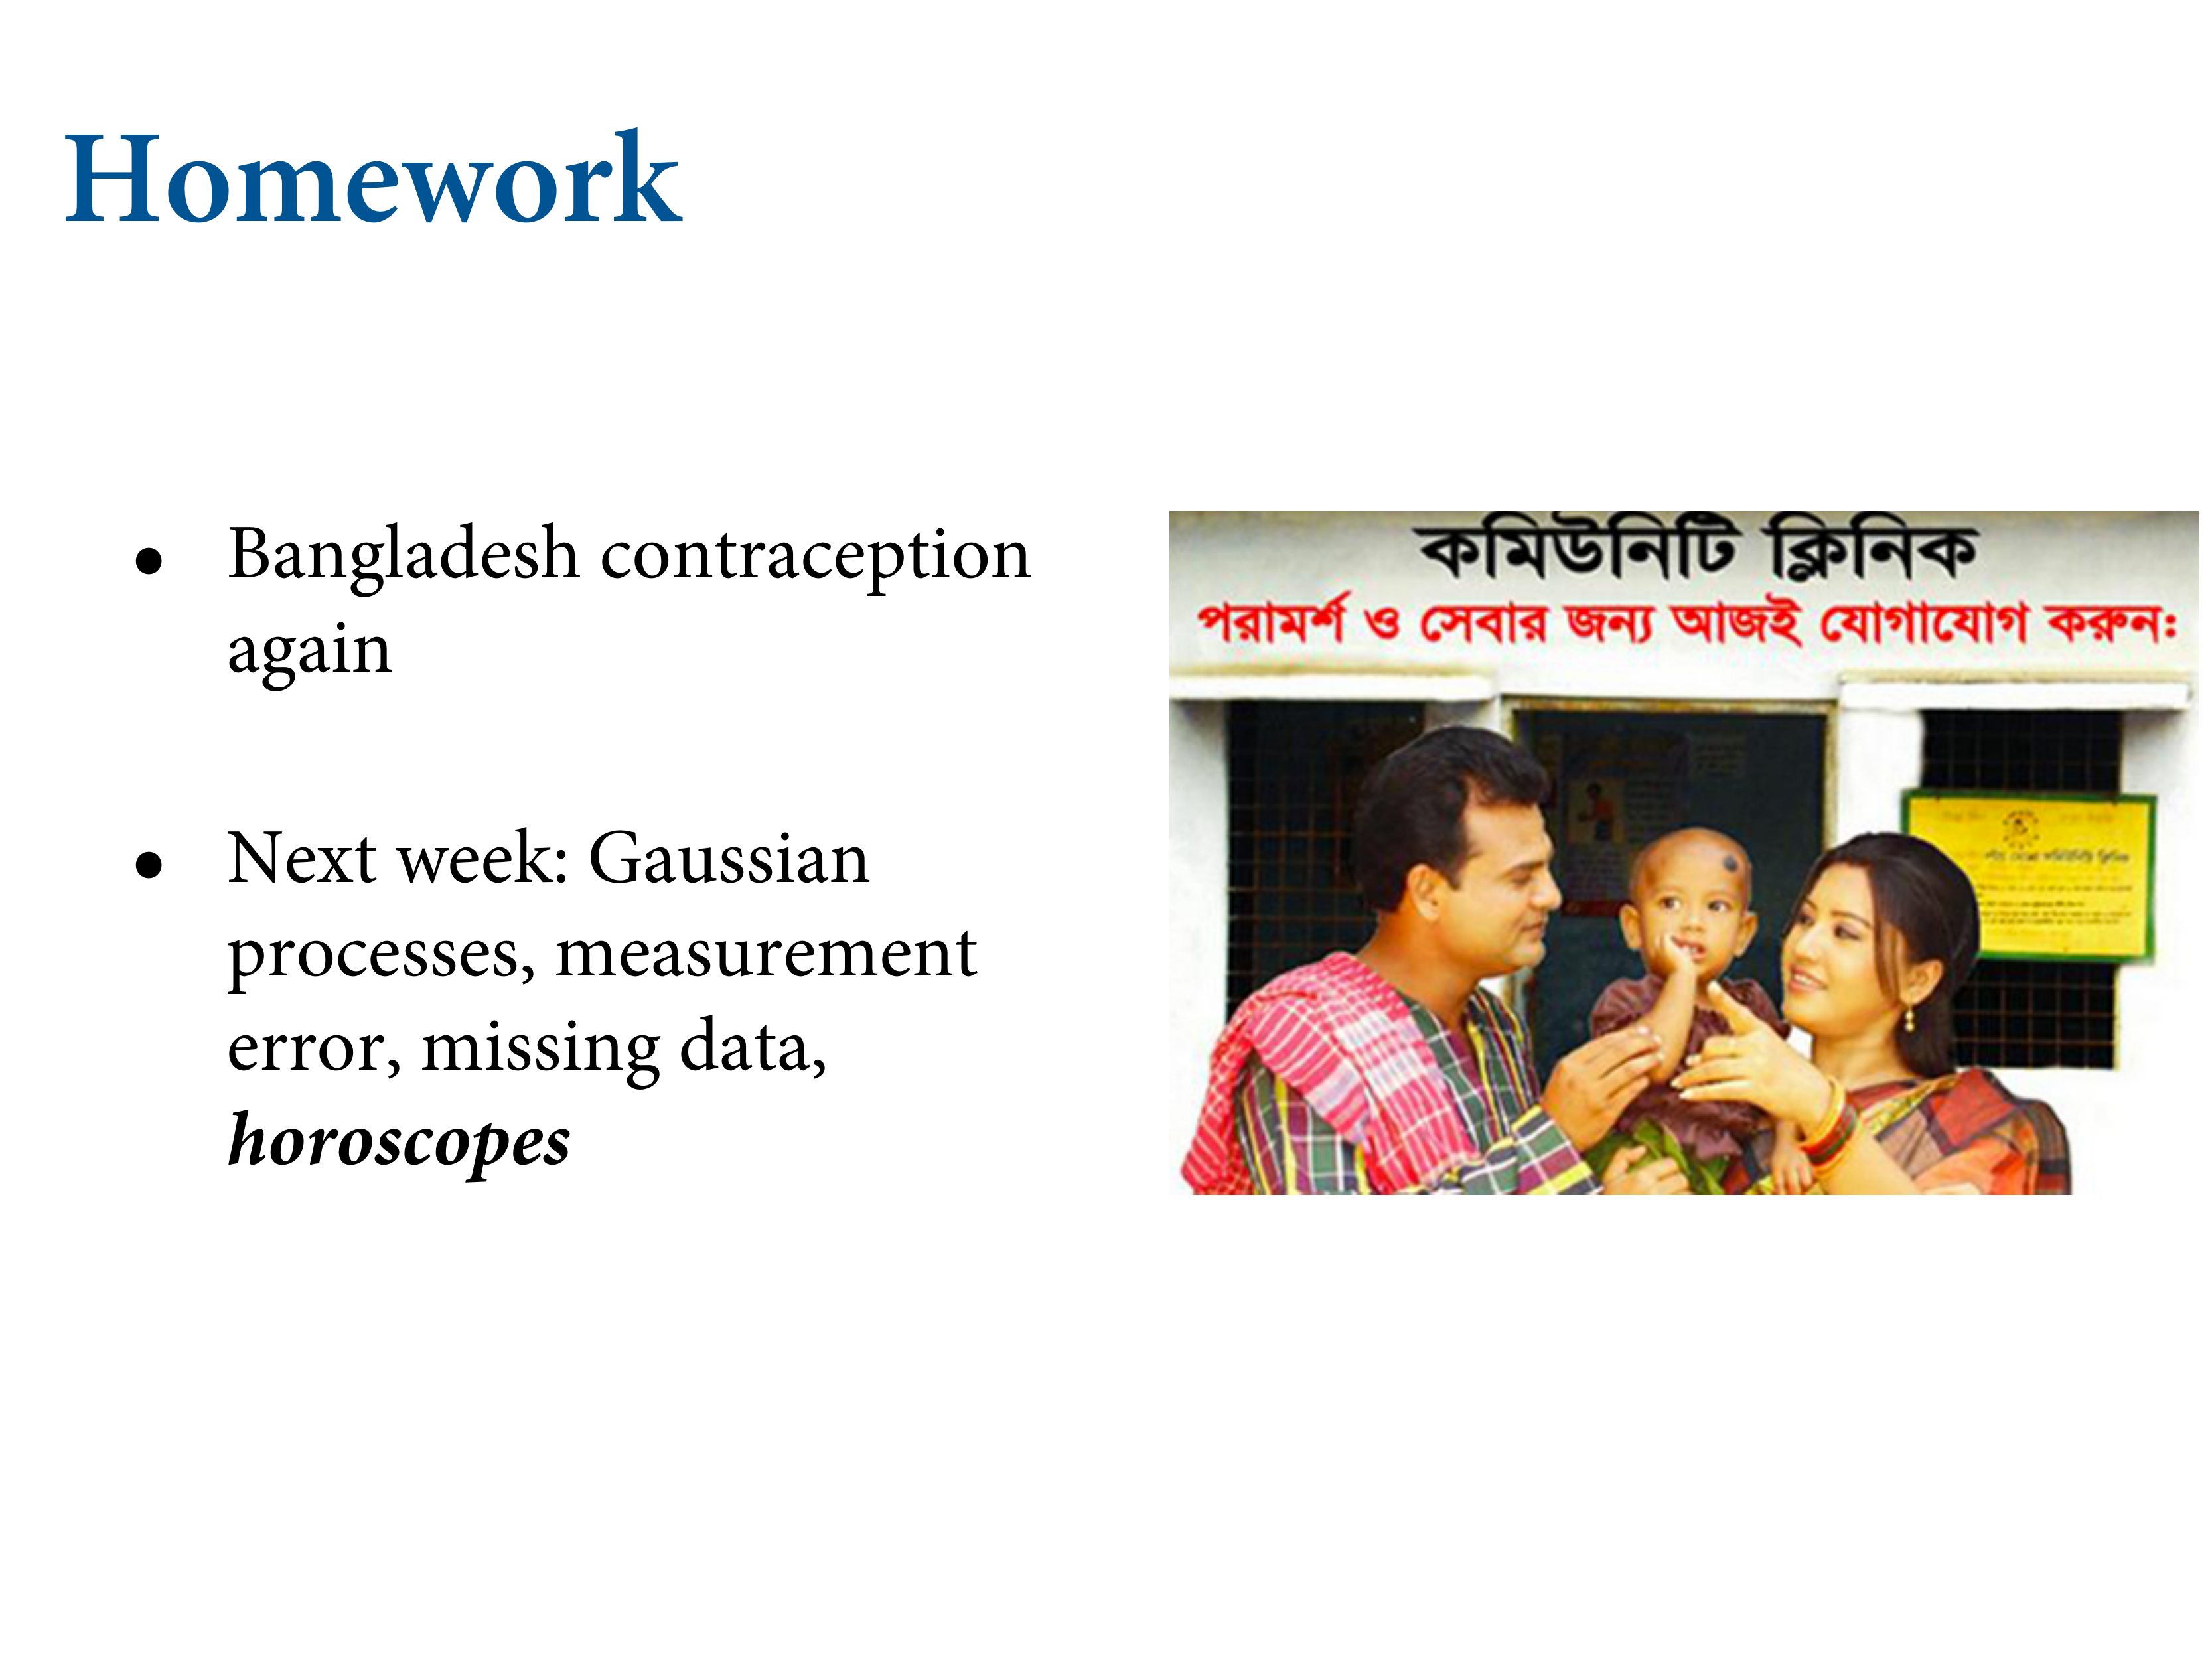 Homework
• Bangladesh contraception
again
• Next week: Gaussian
processes, measurement
error, missing data,
horoscopes
কমিউনিটি ক্লিনিক
পরামর্শ ও সেবার জন্য আজই যোগাযোগ করুন: